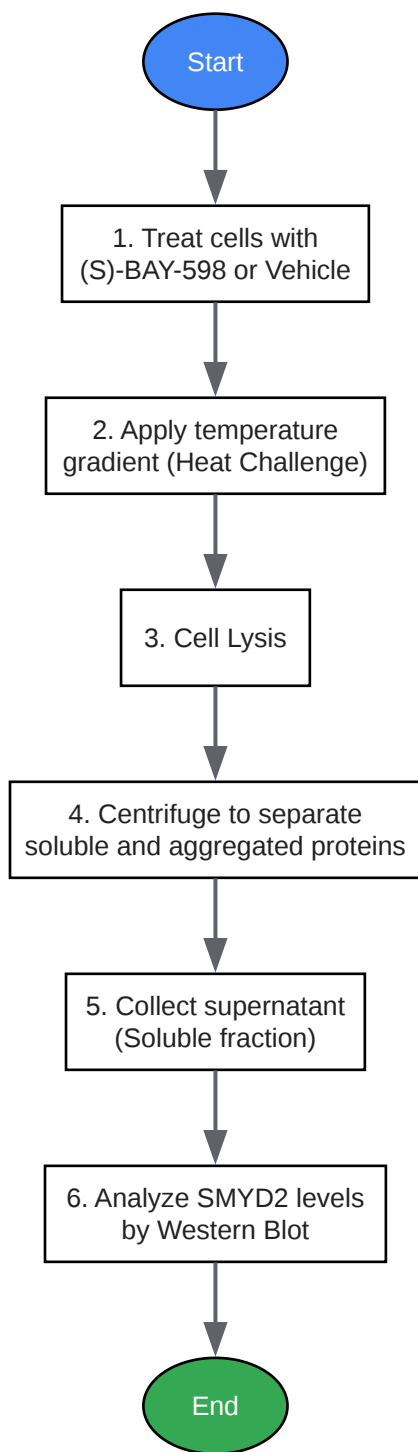 Start
1. Treat cells with
(S)-BAY-598 or Vehicle
2. Apply temperature
gradient (Heat Challenge)
3. Cell Lysis
4. Centrifuge to separate
soluble and aggregated proteins
5. Collect supernatant
(Soluble fraction)
6. Analyze SMYD2 levels
by Western Blot
End